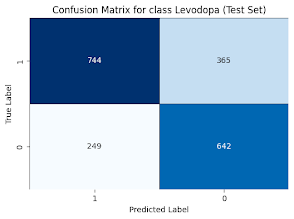 Confusion Matrix for class Levodopa (Test Set)
True Label
1
744
365
0
249
642
1
0
Predicted Label